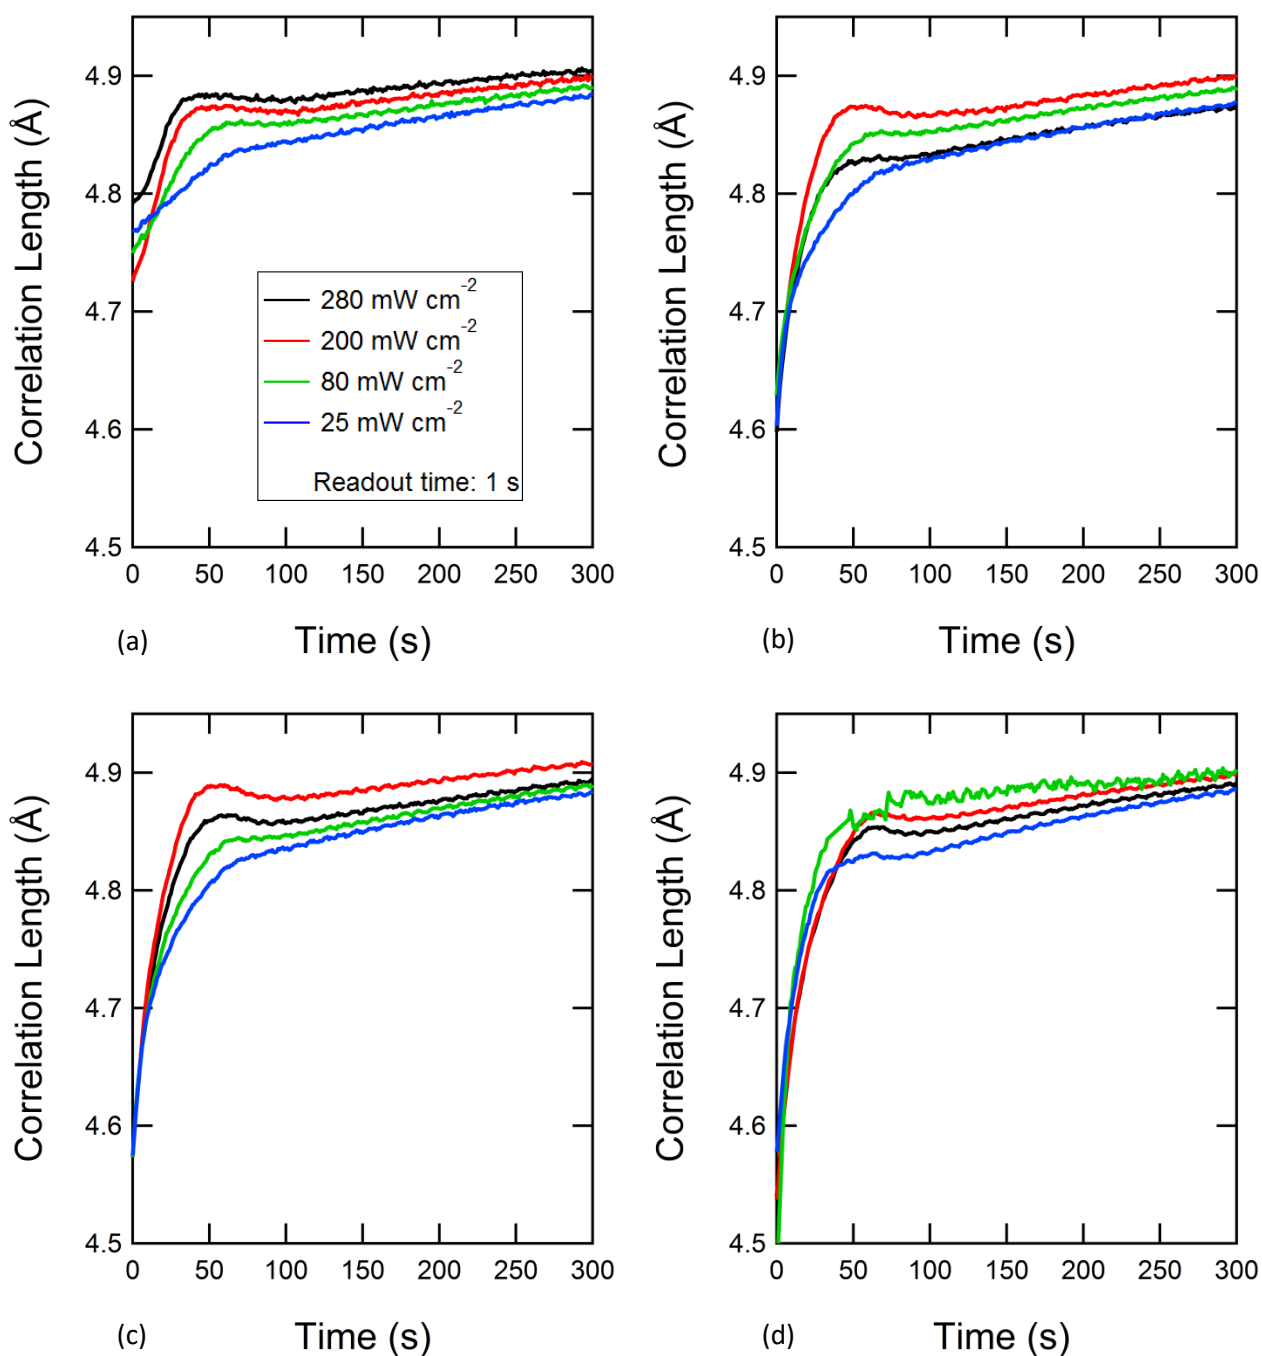 Correlation Length (Å)
4.9
4.8
4.7
4.6
4.5
280 mW cm-2
200 mW cm-2
80 mW cm-2
25 mW cm-2
Readout time: 1 s
0 50 100 150 200 250 300
(a) Time (s)
Correlation Length (Å)
4.9
4.8
4.7
4.6
4.5
0 50 100 150 200 250 300
(b) Time (s)
Correlation Length (Å)
4.9
4.8
4.7
4.6
4.5
0 50 100 150 200 250 300
(c) Time (s)
Correlation Length (Å)
4.9
4.8
4.7
4.6
4.5
0 50 100 150 200 250 300
(d) Time (s)